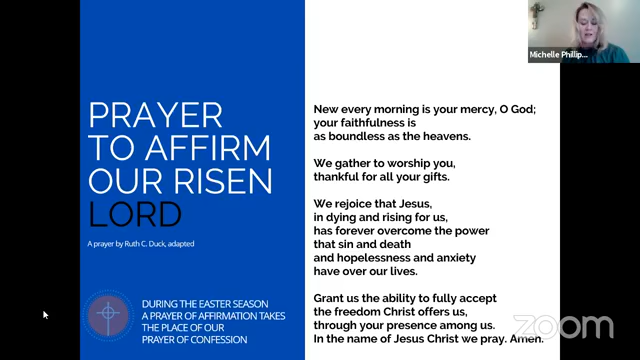 PRAYER
TO AFFIRM
OUR RISEN
LORD
A prayer by Ruth C. Duck, adapted
DURING THE EASTER SEASON
A PRAYER OF AFFIRMATION TAKES
THE PLACE OF OUR
PRAYER OF CONFESSION
New every morning is your mercy, O God;
your faithfulness is
as boundless as the heavens.
We gather to worship you,
thankful for all your gifts.
We rejoice that Jesus,
in dying and rising for us,
has forever overcome the power
that sin and death
and hopelessness and anxiety
have over our lives.
Grant us the ability to fully accept
the freedom Christ offers us,
through your presence among us.
In the name of Jesus Christ we pray. Amen.
Michelle Phillip...
zoom